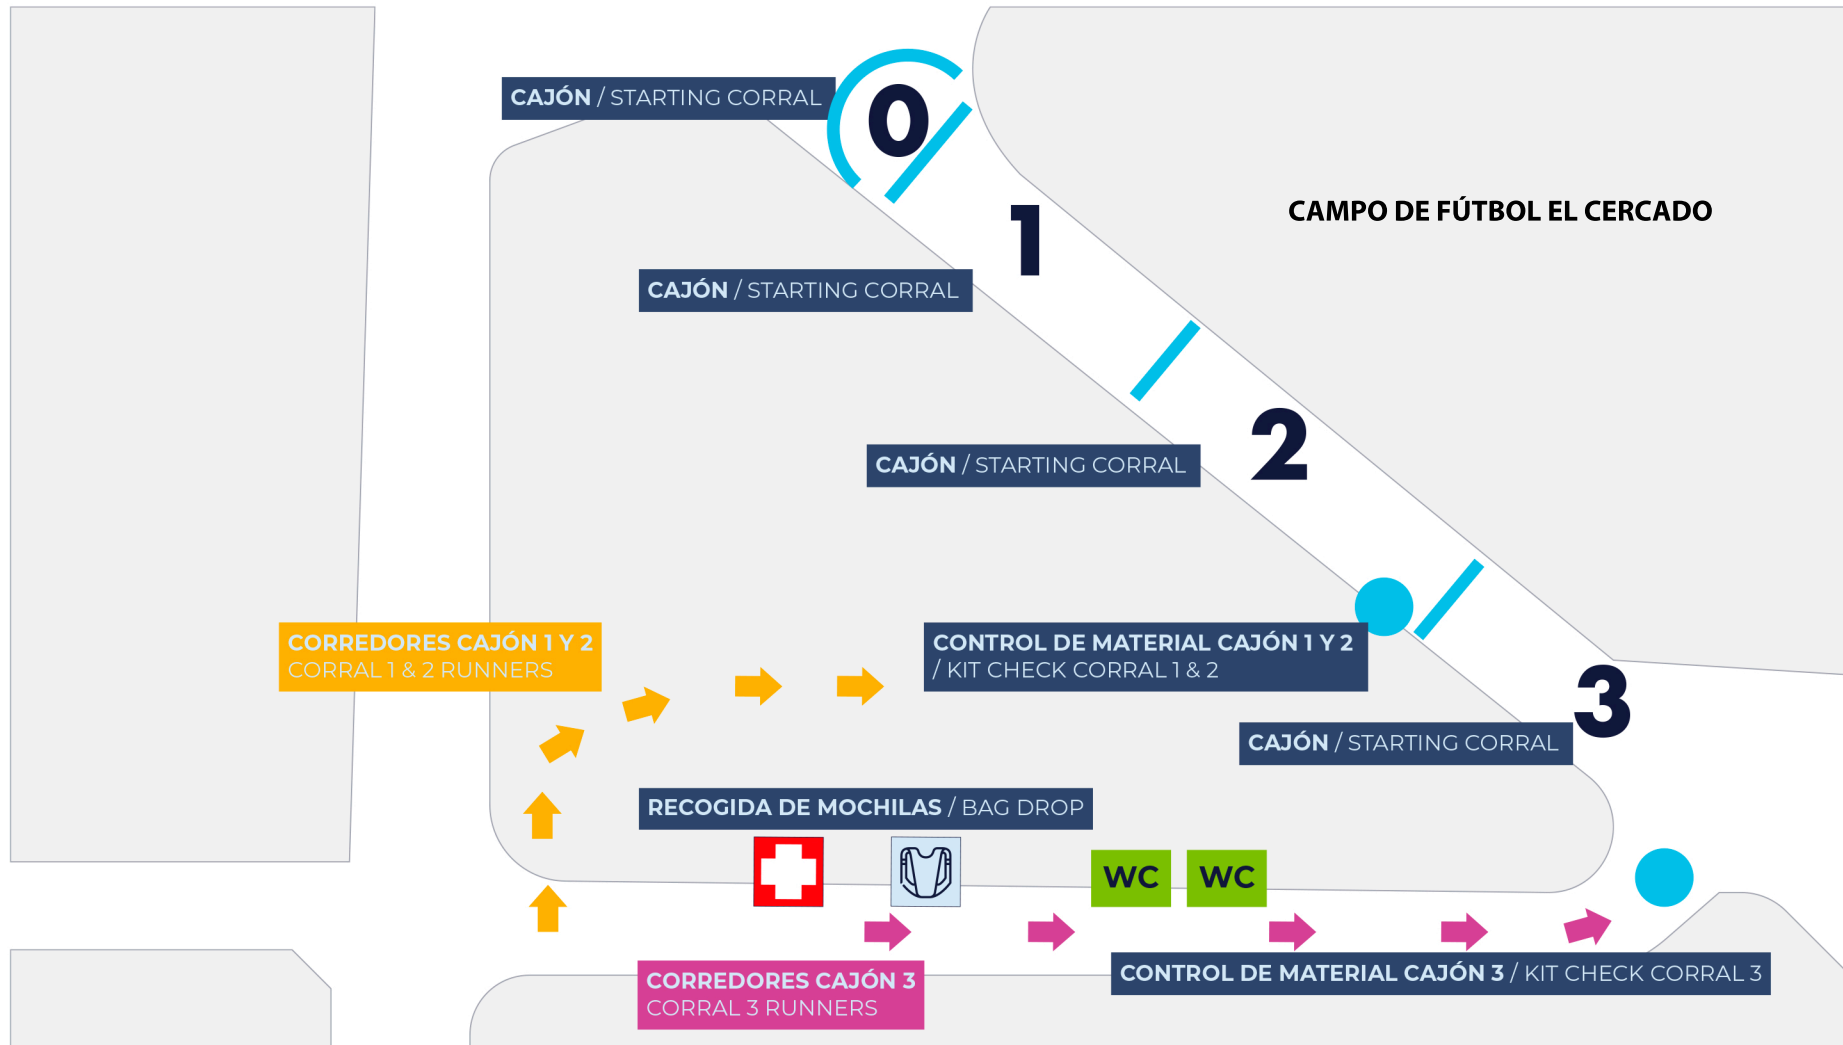 CAJÓN / STARTING CORRAL
0
1
CAMPO DE FÚTBOL EL CERCADO
CAJÓN / STARTING CORRAL
2
CAJÓN / STARTING CORRAL
CORREDORES CAJÓN 1 Y 2
CORRAL 1 & 2 RUNNERS
CONTROL DE MATERIAL CAJÓN 1 Y 2
/ KIT CHECK CORRAL 1 & 2
3
CAJÓN / STARTING CORRAL
RECOGIDA DE MOCHILAS / BAG DROP
WC
WC
CORREDORES CAJÓN 3
CORRAL 3 RUNNERS
CONTROL DE MATERIAL CAJÓN 3 / KIT CHECK CORRAL 3